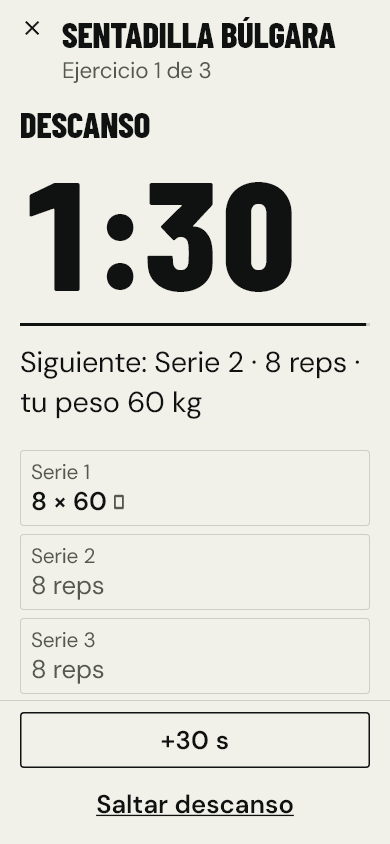 SENTADILLA BÚLGARA
Ejercicio 1 de 3
DESCANSO
1:30
Siguiente: Serie 2 · 8 reps ·
tu peso 60 kg
Serie 1
8 × 60
Serie 2
8 reps
Serie 3
8 reps
+30 s
Saltar descanso